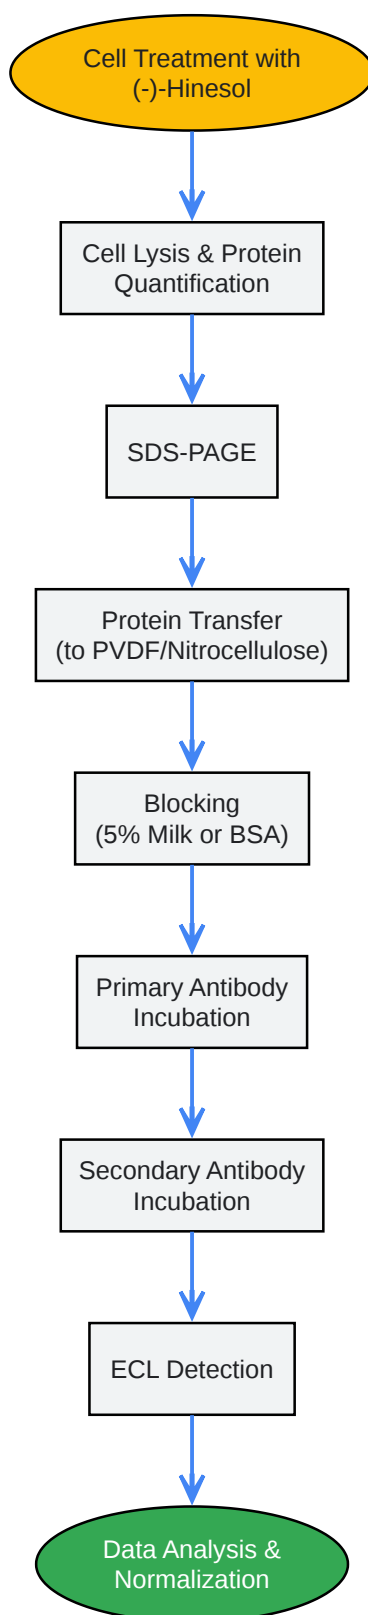 Cell Treatment with
(-)-Hinesol
Cell Lysis & Protein
Quantification
SDS-PAGE
Protein Transfer
(to PVDF/Nitrocellulose)
Blocking
(5% Milk or BSA)
Primary Antibody
Incubation
Secondary Antibody
Incubation
ECL Detection
Data Analysis &
Normalization